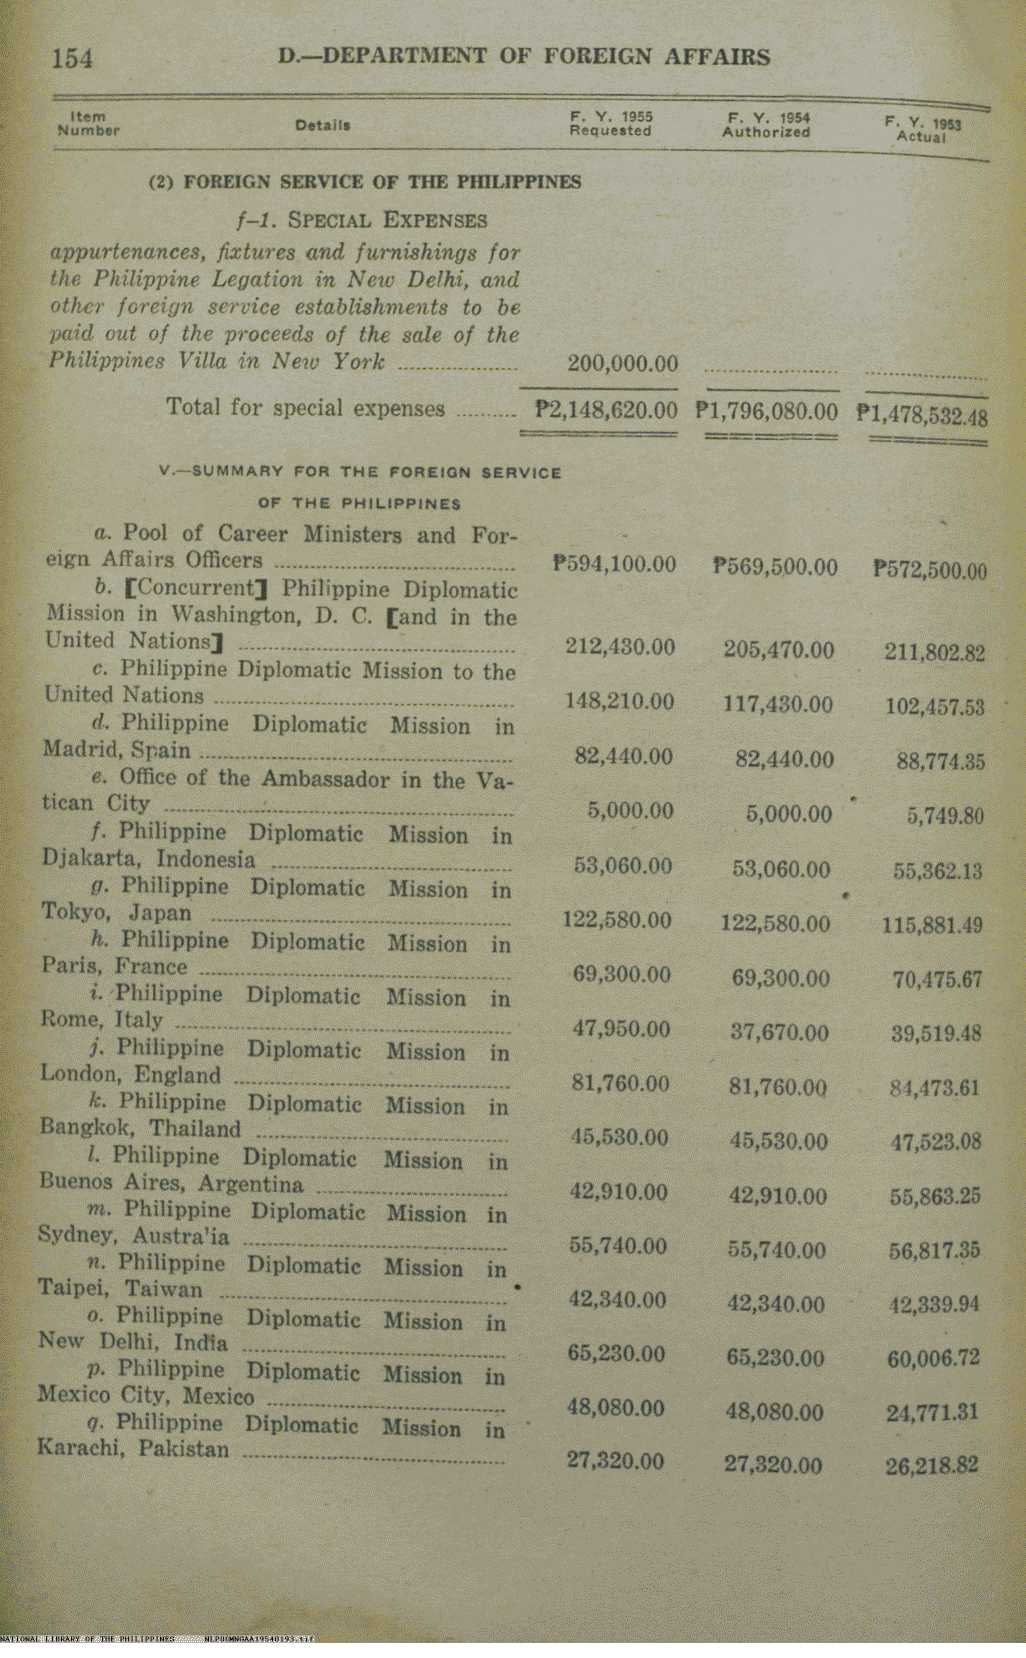 154 D.—DEPARTMENT OF FOREIGN AFFAIRS
Item Number Details F. Y. 1955 Requested F. Y. 1954 Authorized F. Y. 1953 Actual
(2) FOREIGN SERVICE OF THE PHILIPPINES
f-1. SPECIAL EXPENSES
appurtenances, fixtures and furnishings for
the Philippine Legation in New Delhi, and
other foreign service establishments to be
paid out of the proceeds of the sale of the
Philippines Villa in New York .................... 200,000.00 .................... ....................
Total for special expenses .......... ₱2,148,620.00 ₱1,796,080.00 ₱1,478,532.48
V.—SUMMARY FOR THE FOREIGN SERVICE
OF THE PHILIPPINES
a. Pool of Career Ministers and For-
eign Affairs Officers .................... ₱594,100.00 ₱569,500.00 ₱572,500.00
b. [Concurrent] Philippine Diplomatic
Mission in Washington, D. C. [and in the
United Nations] .................... 212,430.00 205,470.00 211,802.82
c. Philippine Diplomatic Mission to the
United Nations .................... 148,210.00 117,430.00 102,457.53
d. Philippine Diplomatic Mission in
Madrid, Spain .................... 82,440.00 82,440.00 88,774.35
e. Office of the Ambassador in the Va-
tican City .................... 5,000.00 5,000.00 5,749.80
f. Philippine Diplomatic Mission in
Djakarta, Indonesia .................... 53,060.00 53,060.00 55,362.13
g. Philippine Diplomatic Mission in
Tokyo, Japan .................... 122,580.00 122,580.00 115,881.49
h. Philippine Diplomatic Mission in
Paris, France .................... 69,300.00 69,300.00 70,475.67
i. Philippine Diplomatic Mission in
Rome, Italy .................... 47,950.00 37,670.00 39,519.48
j. Philippine Diplomatic Mission in
London, England .................... 81,760.00 81,760.00 84,473.61
k. Philippine Diplomatic Mission in
Bangkok, Thailand .................... 45,530.00 45,530.00 47,523.08
l. Philippine Diplomatic Mission in
Buenos Aires, Argentina .................... 42,910.00 42,910.00 55,863.25
m. Philippine Diplomatic Mission in
Sydney, Austra'ia .................... 55,740.00 55,740.00 56,817.35
n. Philippine Diplomatic Mission in
Taipei, Taiwan .................... 42,340.00 42,340.00 42,339.94
o. Philippine Diplomatic Mission in
New Delhi, India .................... 65,230.00 65,230.00 60,006.72
p. Philippine Diplomatic Mission in
Mexico City, Mexico .................... 48,080.00 48,080.00 24,771.31
q. Philippine Diplomatic Mission in
Karachi, Pakistan .................... 27,320.00 27,320.00 26,218.82
NATIONAL LIBRARY OF THE PHILIPPINES NLP00MNGAA19540193.tif